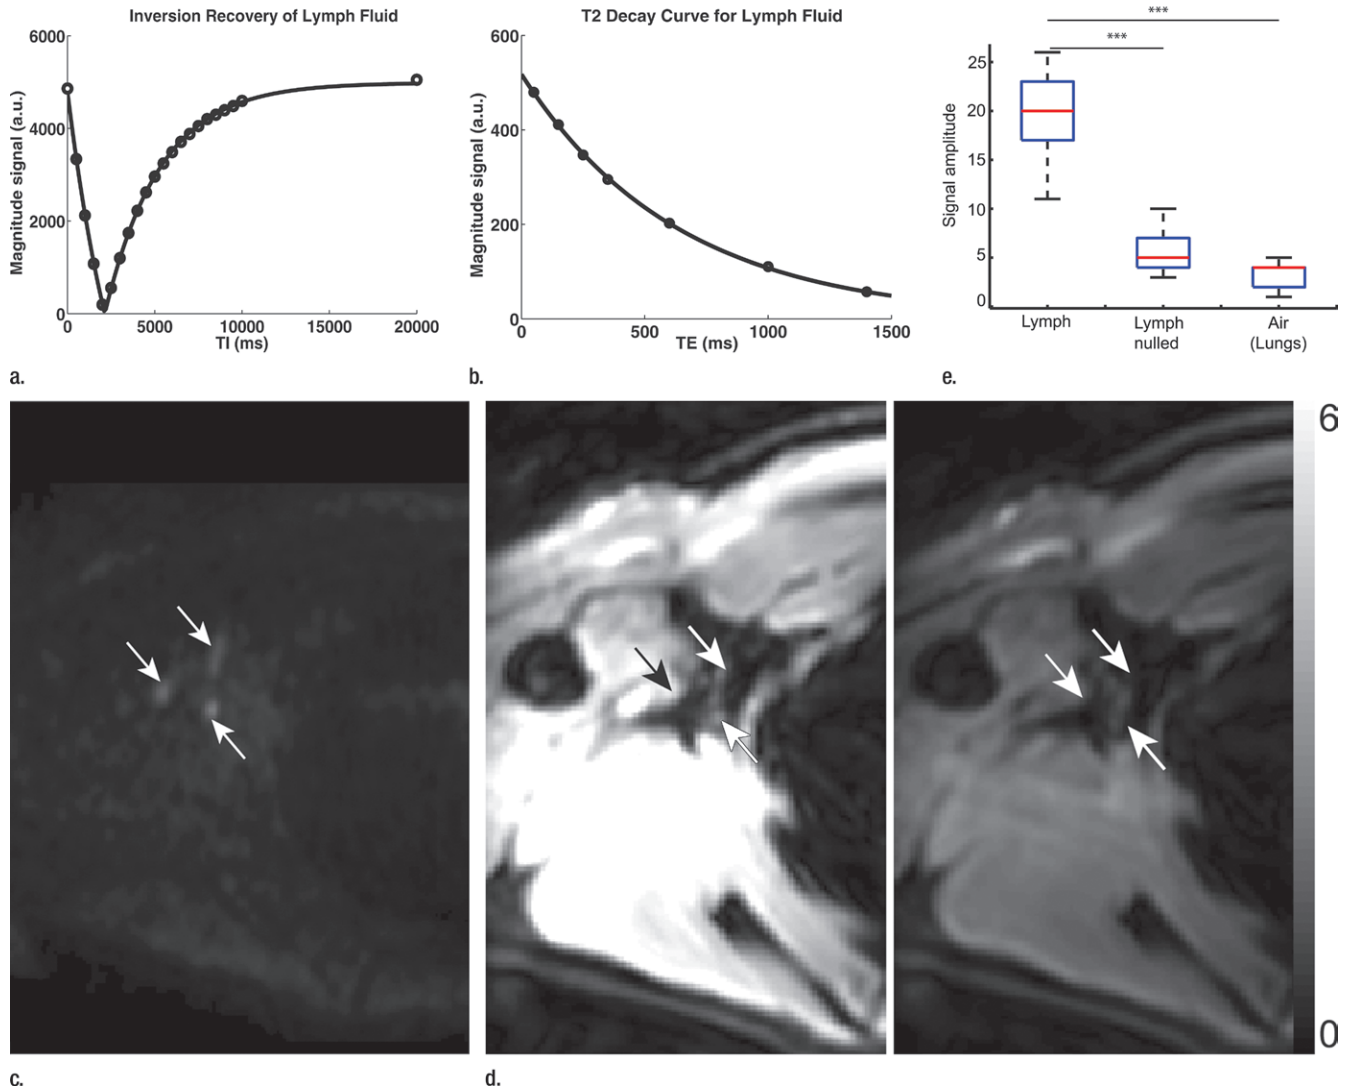 Inversion Recovery of Lymph Fluid
Magnitude signal (a.u.)
6000
4000
2000
0
0 5000 10000 15000 20000
TI (ms)
a.
T2 Decay Curve for Lymph Fluid
Magnitude signal (a.u.)
600
400
200
0
0 500 1000 1500
TE (ms)
b.
***
***
Signal amplitude
25
20
15
10
5
0
Lymph
Lymph
nulled
Air
(Lungs)
e.
6
0
c.
d.